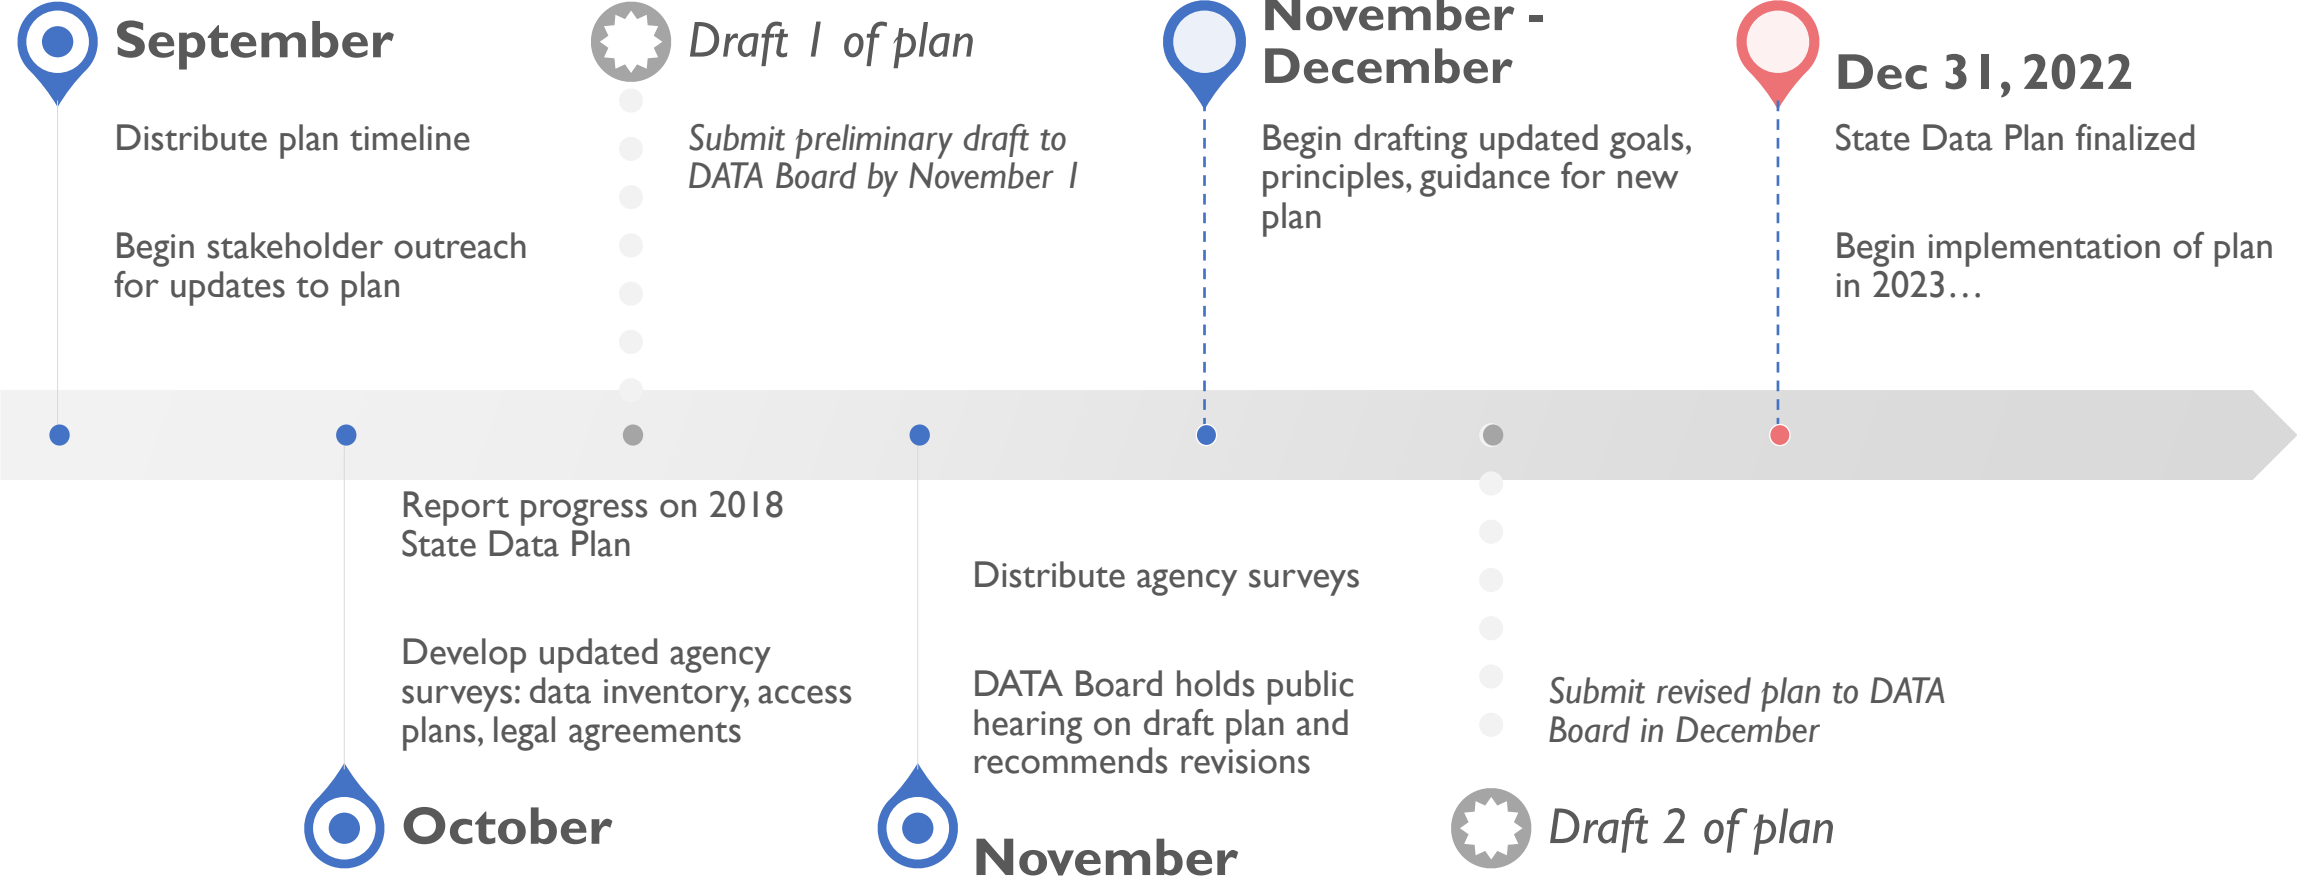 September
Distribute plan timeline
Begin stakeholder outreach
for updates to plan
Draft 1 of plan
Submit preliminary draft to
DATA Board by November 1
November -
December
Begin drafting updated goals,
principles, guidance for new
plan
Dec 31, 2022
State Data Plan finalized
Begin implementation of plan
in 2023…
Report progress on 2018
State Data Plan
Develop updated agency
surveys: data inventory, access
plans, legal agreements
October
Distribute agency surveys
DATA Board holds public
hearing on draft plan and
recommends revisions
November
Submit revised plan to DATA
Board in December
Draft 2 of plan